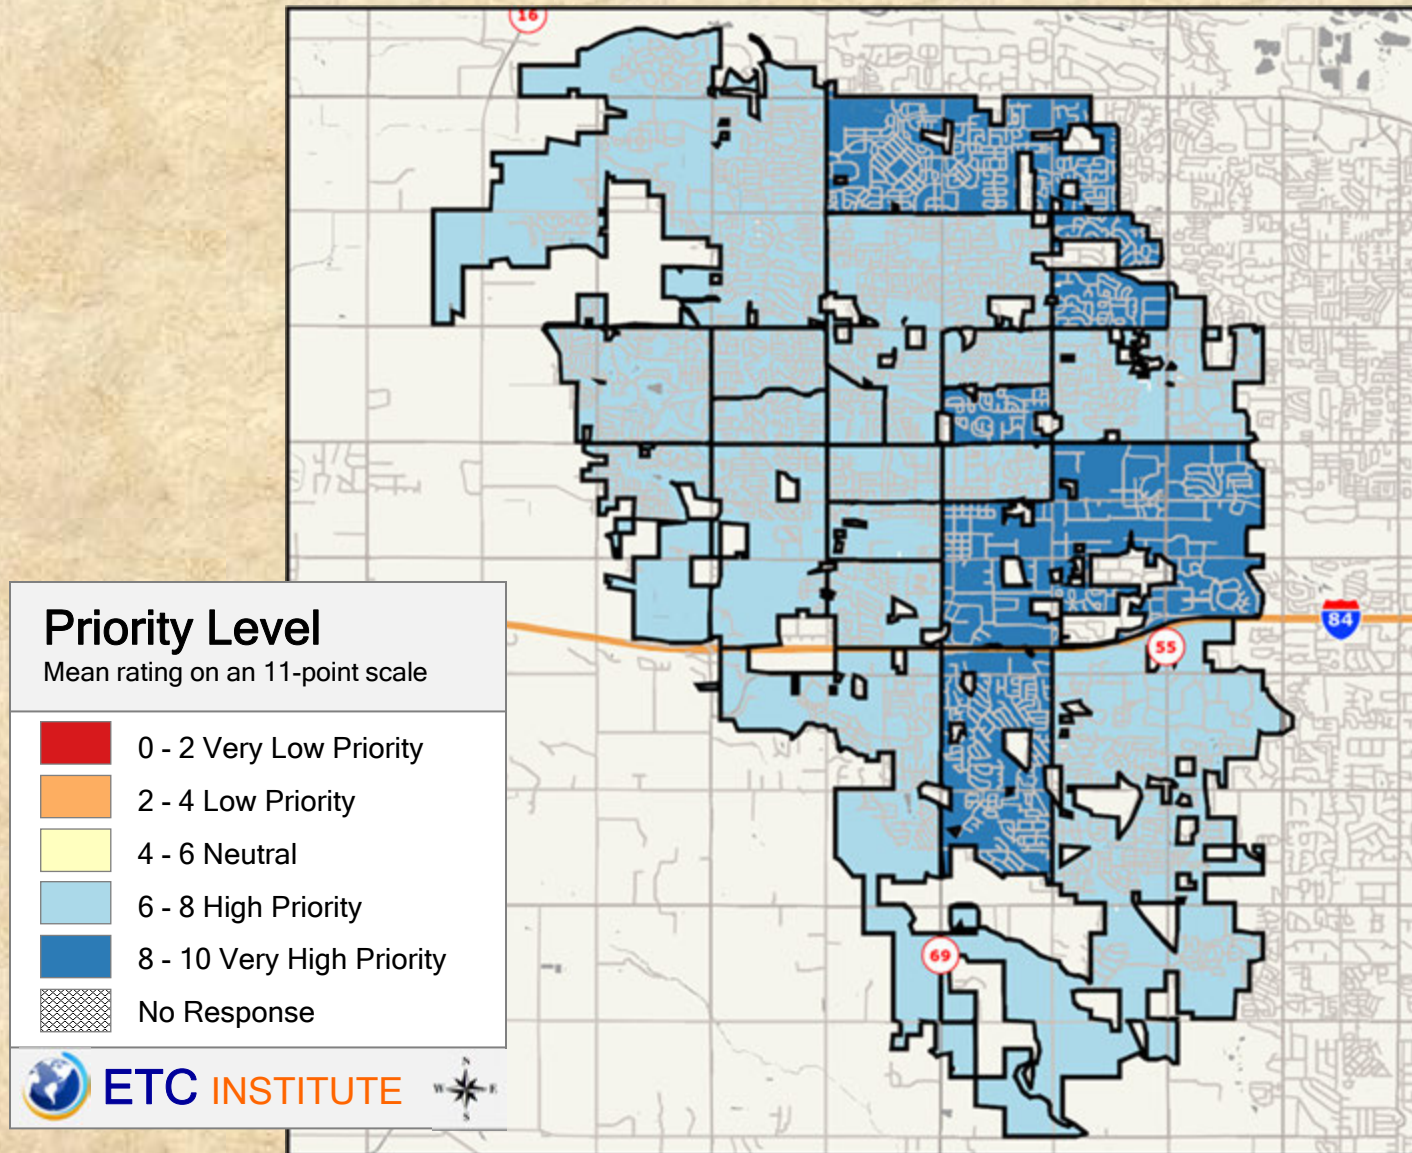 16
84
55
69
Priority Level
Mean rating on an 11-point scale
0 - 2 Very Low Priority
2 - 4 Low Priority
4 - 6 Neutral
6 - 8 High Priority
8 - 10 Very High Priority
No Response
ETC INSTITUTE
N
W E
S